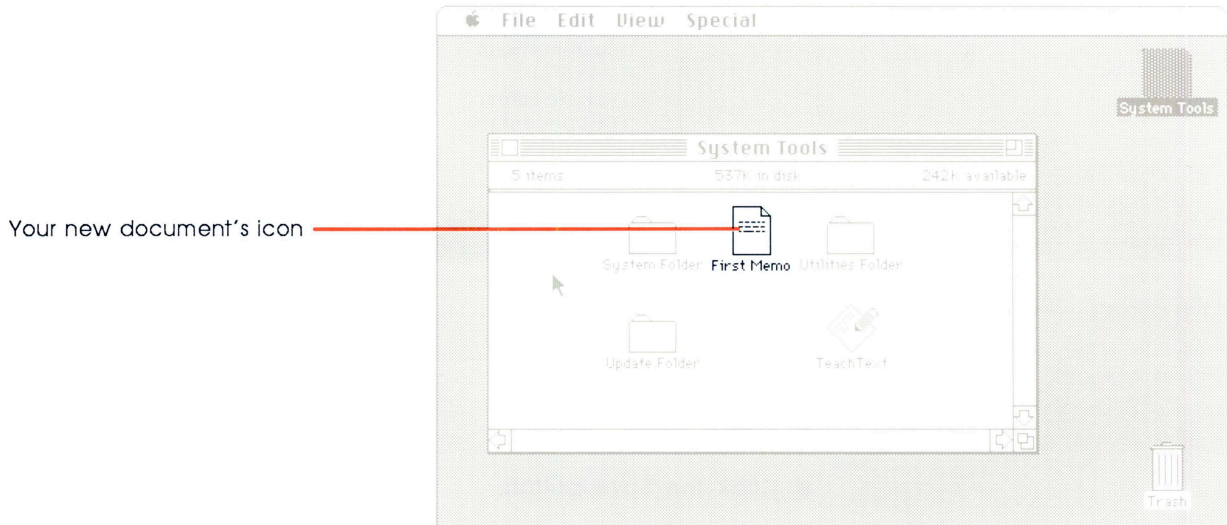 File Edit View Special
System Tools
System Tools
5 items 537K in disk 242K available
Your new document's icon
System Folder First Memo Utilities Folder
Update Folder TeachText
Trash